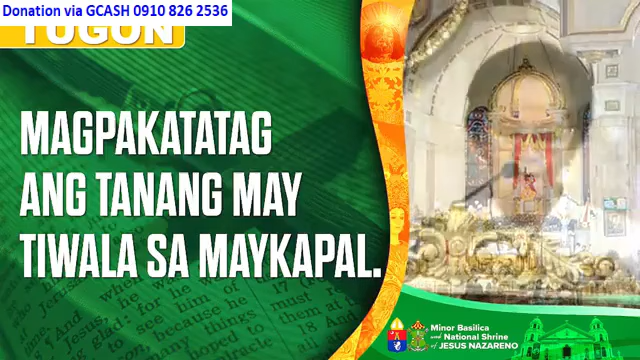 Donation via GCASH 0910 826 2536
TUGON
MAGPAKATATAG
ANG TANANG MAY
TIWALA SA MAYKAPAL.
Minor Basilica
and National Shrine
of JESUS NAZARENO